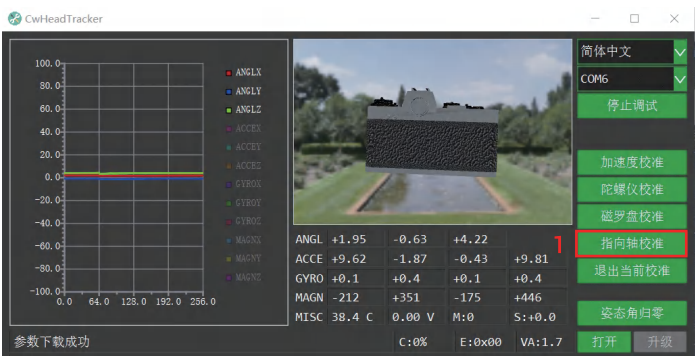 CwHeadTracker
简体中文
COM6
停止调试
加速度校准
陀螺仪校准
磁罗盘校准
1 指向轴校准
退出当前校准
姿态角归零
打开 升级
100.0
80.0
60.0
40.0
20.0
0.0
-20.0
-40.0
-60.0
-80.0
-100.0
0.0 64.0 128.0 192.0 256.0
ANGLX
ANGLY
ANGLZ
ACCEX
ACCEY
ACCEZ
GYROX
GYROY
GYROZ
MAGNX
MAGNY
MAGNZ
ANGL +1.95 -0.63 +4.22
ACCE +9.62 -1.87 -0.43 +9.81
GYRO +0.1 +0.4 +0.1 +0.4
MAGN -212 +351 -175 +446
MISC 38.4 C 0.00 V M:0 S:+0.0
参数下载成功 C:0% E:0x00 VA:1.7